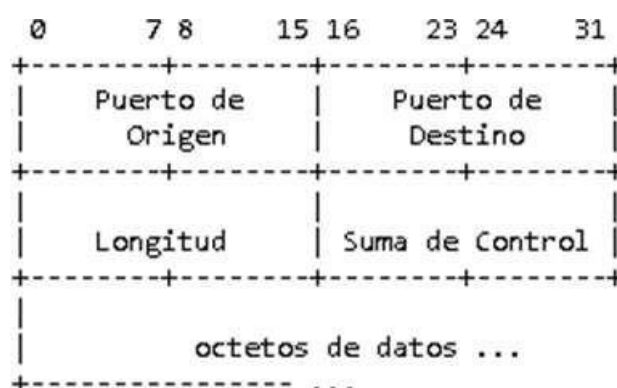 0 7 8 15 16 23 24 31
+--------+--------+--------+--------+
| Puerto de | Puerto de |
| Origen | Destino |
+--------+--------+--------+--------+
| | |
| Longitud | Suma de Control |
+--------+--------+--------+--------+
|
| octetos de datos ...
+---------------- ...